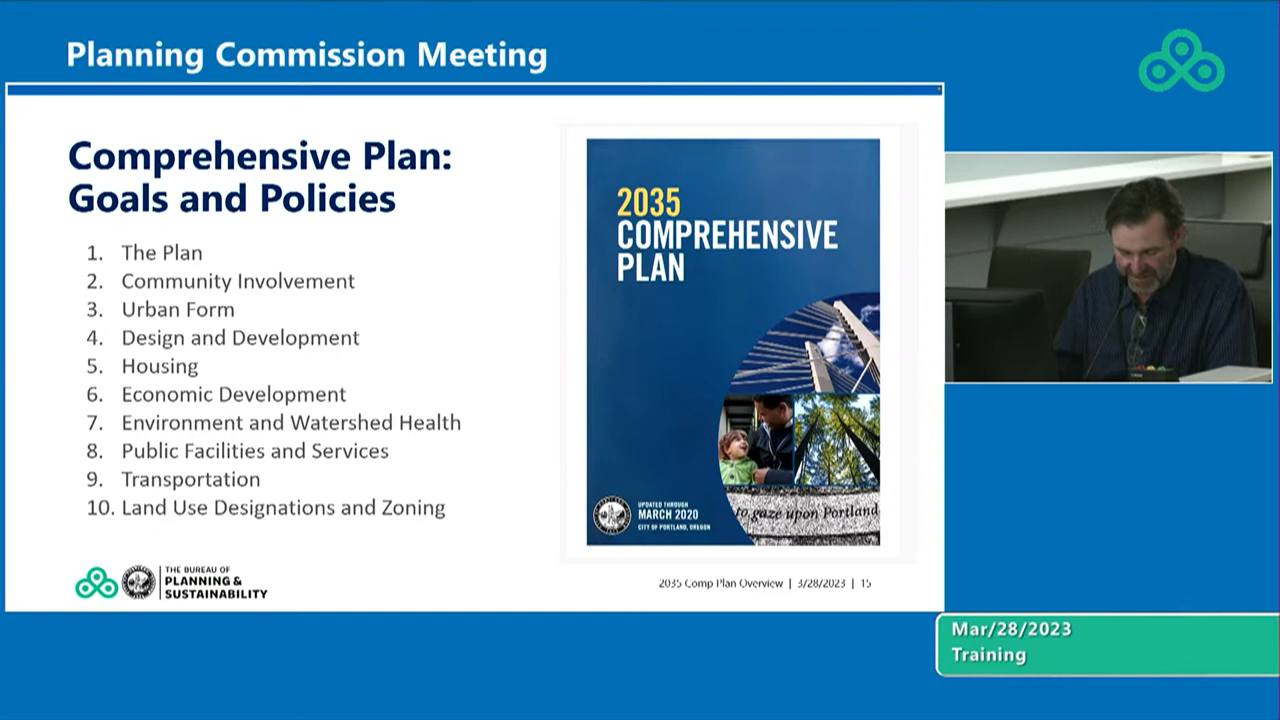 Planning Commission Meeting
Comprehensive Plan:
Goals and Policies
1. The Plan
2. Community Involvement
3. Urban Form
4. Design and Development
5. Housing
6. Economic Development
7. Environment and Watershed Health
8. Public Facilities and Services
9. Transportation
10. Land Use Designations and Zoning
2035
COMPREHENSIVE
PLAN
UPDATED THROUGH
MARCH 2020
CITY OF PORTLAND, OREGON
to gaze upon Portland
THE BUREAU OF
PLANNING &
SUSTAINABILITY
2035 Comp Plan Overview | 3/28/2023 | 15
Mar/28/2023
Training